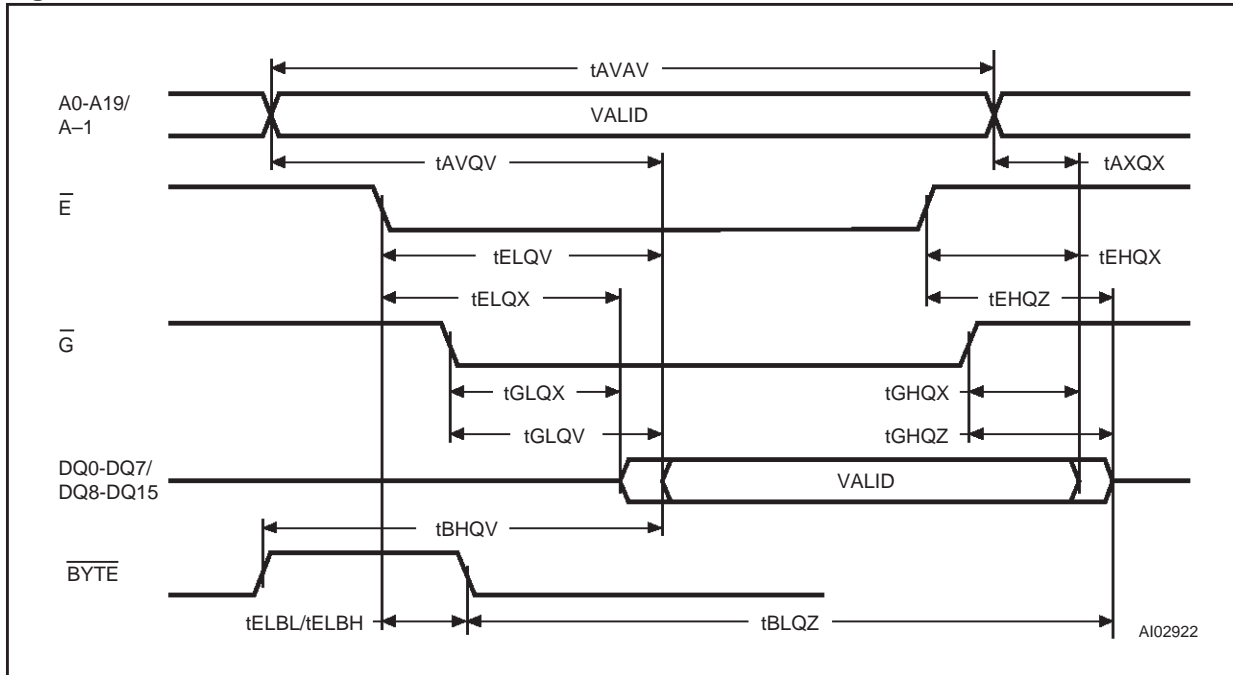 tAVAV
A0-A19/
A–1
VALID
tAVQV
tAXQX
E
tELQV
tEHQX
tELQX
tEHQZ
G
tGLQX
tGHQX
tGLQV
tGHQZ
DQ0-DQ7/
DQ8-DQ15
VALID
tBHQV
BYTE
tELBL/tELBH
tBLQZ
AI02922